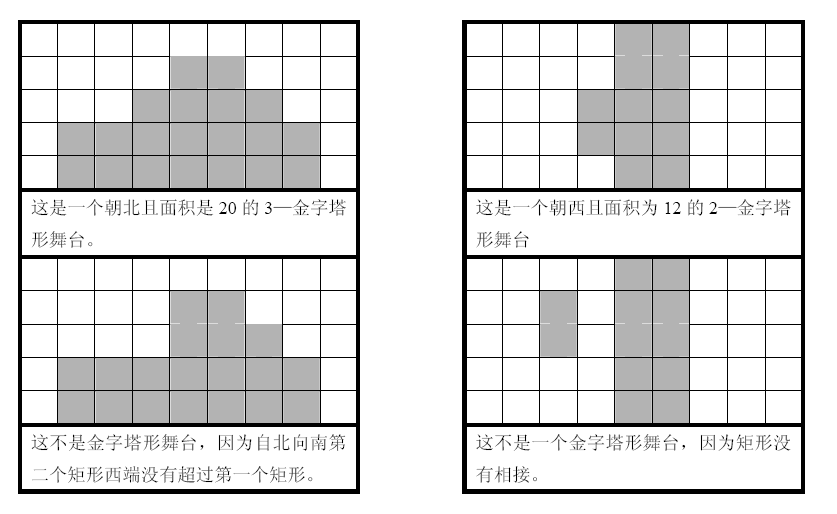 这是一个朝北且面积是 20 的 3—金字塔
形舞台。
这是一个朝西且面积为 12 的 2—金字塔
形舞台
这不是金字塔形舞台，因为自北向南第
二个矩形西端没有超过第一个矩形。
这不是一个金字塔形舞台，因为矩形没
有相接。